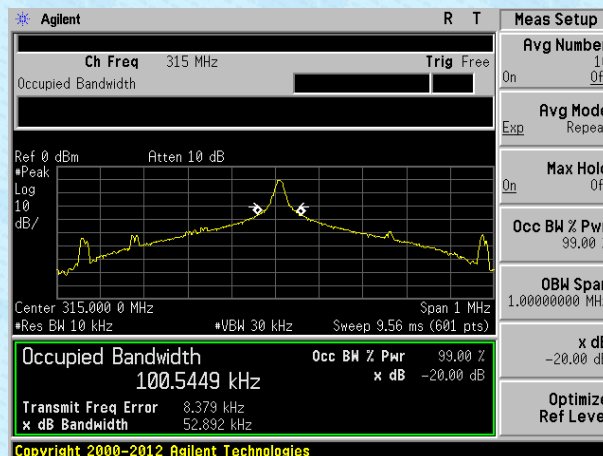 Agilent R T
Ch Freq 315 MHz Trig Free
Occupied Bandwidth
Ref 0 dBm Atten 10 dB
#Peak
Log
10
dB/
Center 315.000 0 MHz Span 1 MHz
#Res BW 10 kHz #VBW 30 kHz Sweep 9.56 ms (601 pts)
Occupied Bandwidth Occ BW % Pwr 99.00 %
100.5449 kHz x dB -20.00 dB
Transmit Freq Error 8.379 kHz
x dB Bandwidth 52.892 kHz
Copyright 2000-2012 Agilent Technologies
Meas Setup
Avg Number
On
Avg Mode
Exp
Max Hold
On
Occ BW % Pwr
99.00
OBW Span
1.00000000
x dB
-20.00
Optimize
Ref Level